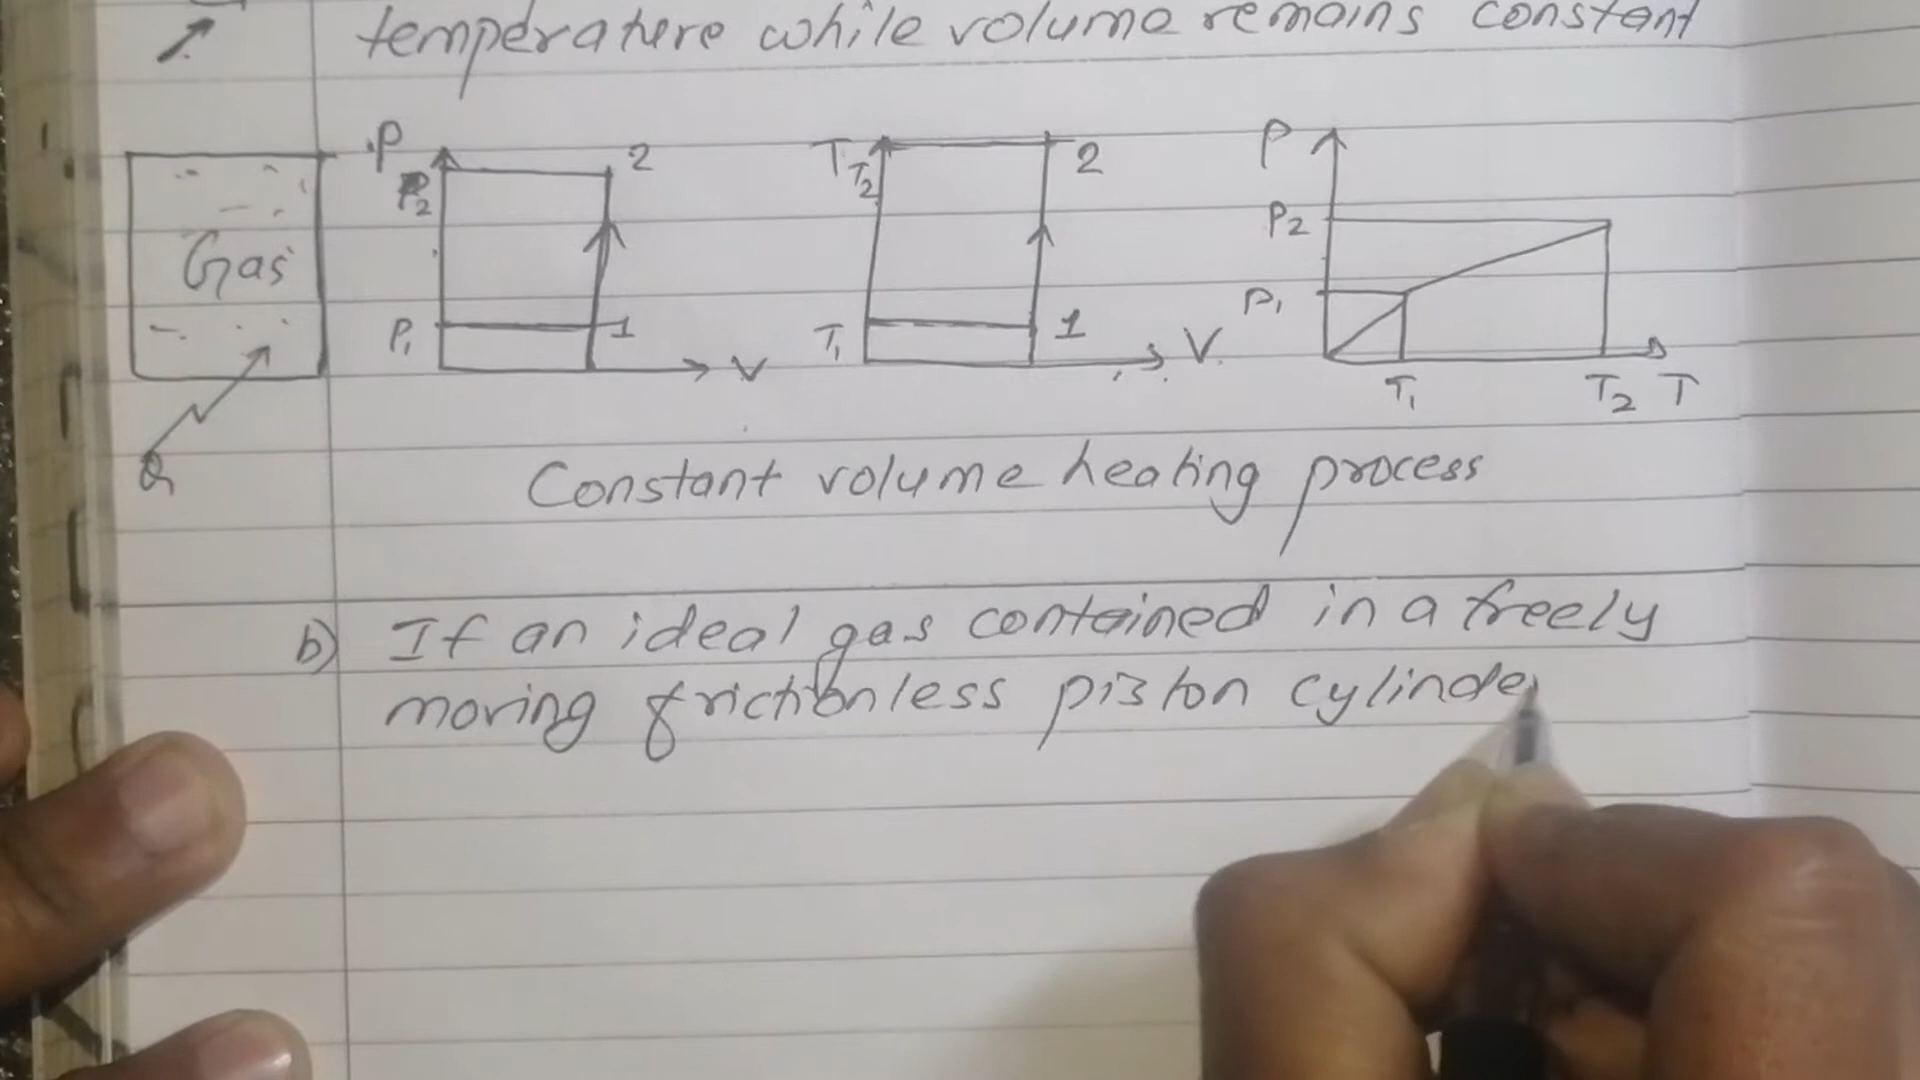 temperature while volume remains constant
P
P2
P1
2
1
V
T
T2
T1
2
1
V
P
P2
P1
T1
T2 T
Gas
Q
Constant volume heating process
b) If an ideal gas contained in a freely
moving frictionless piston cylinder